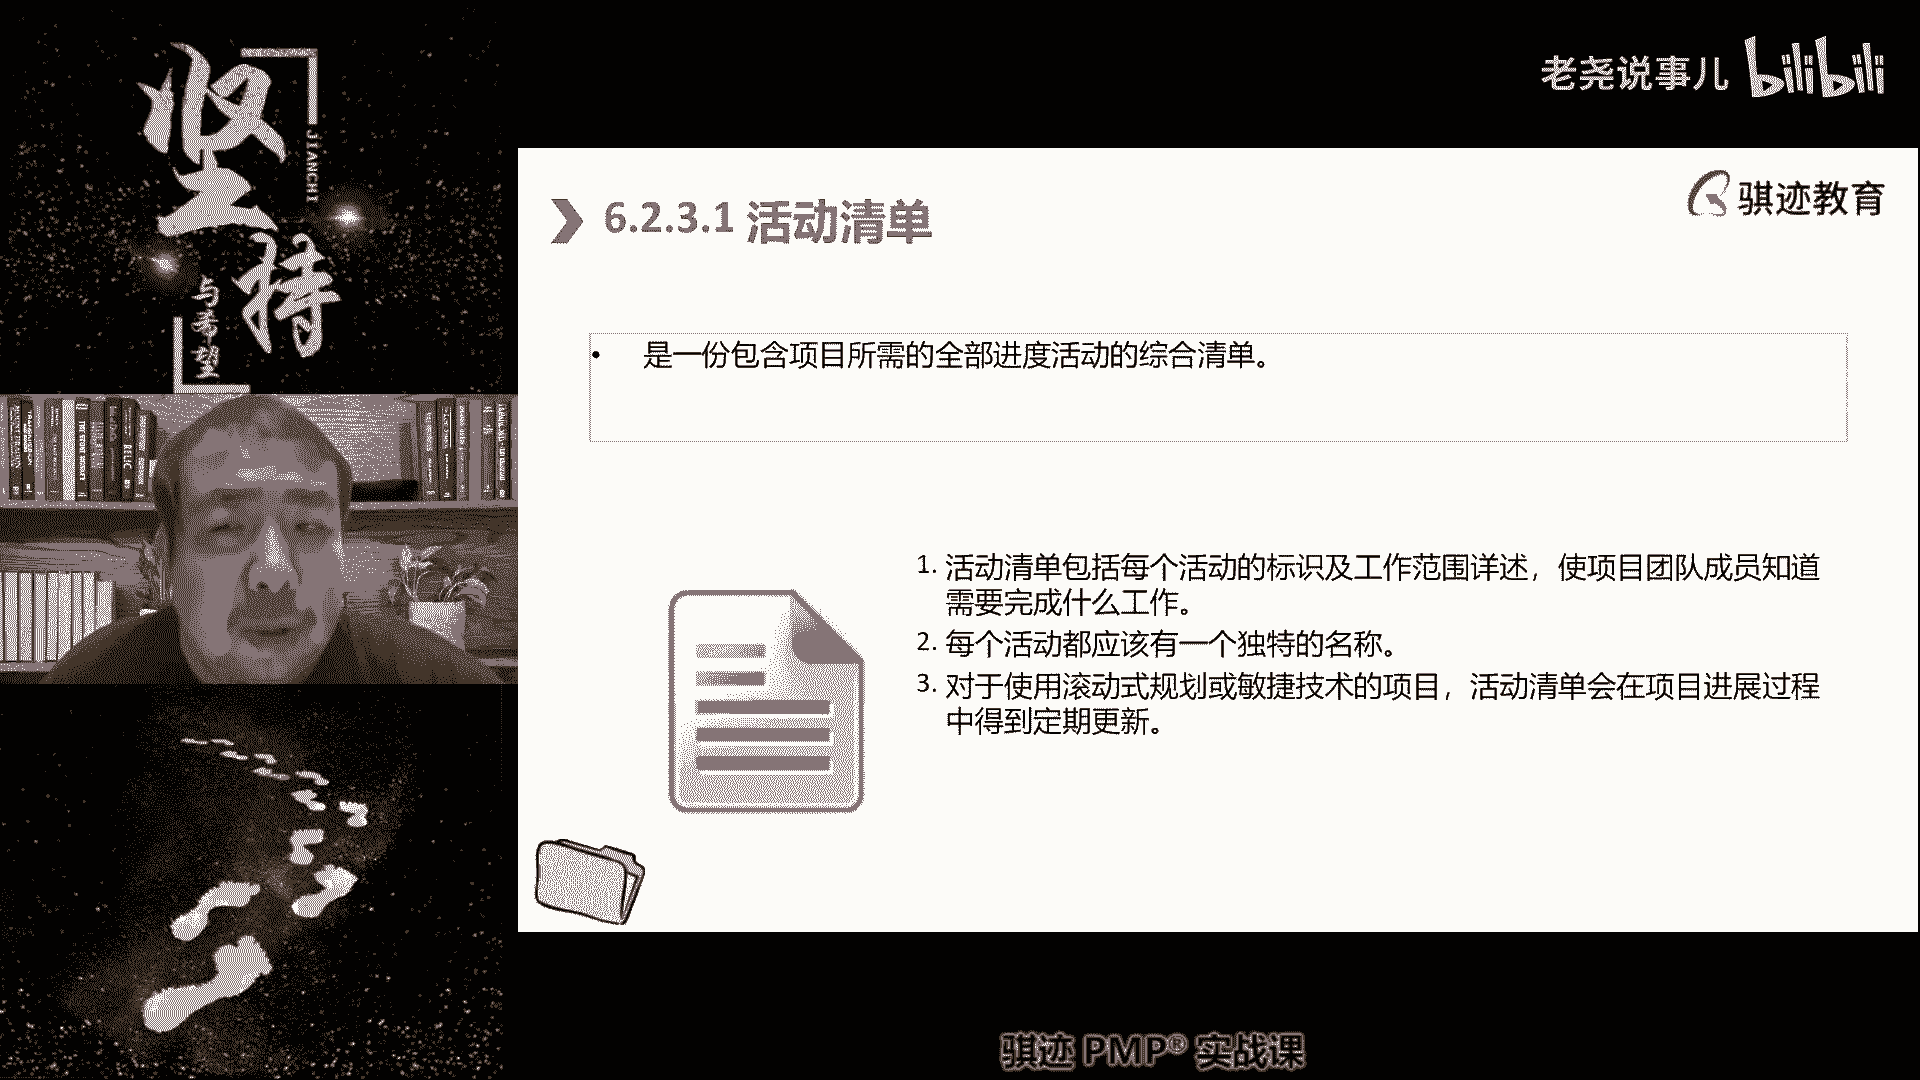 坚持
JIANCHI
与希望
老尧说事儿 bilibili
骐迹教育
6.2.3.1 活动清单
• 是一份包含项目所需的全部进度活动的综合清单。
1. 活动清单包括每个活动的标识及工作范围详述，使项目团队成员知道
需要完成什么工作。
2. 每个活动都应该有一个独特的名称。
3. 对于使用滚动式规划或敏捷技术的项目，活动清单会在项目进展过程
中得到定期更新。
骐迹 PMP® 实战课